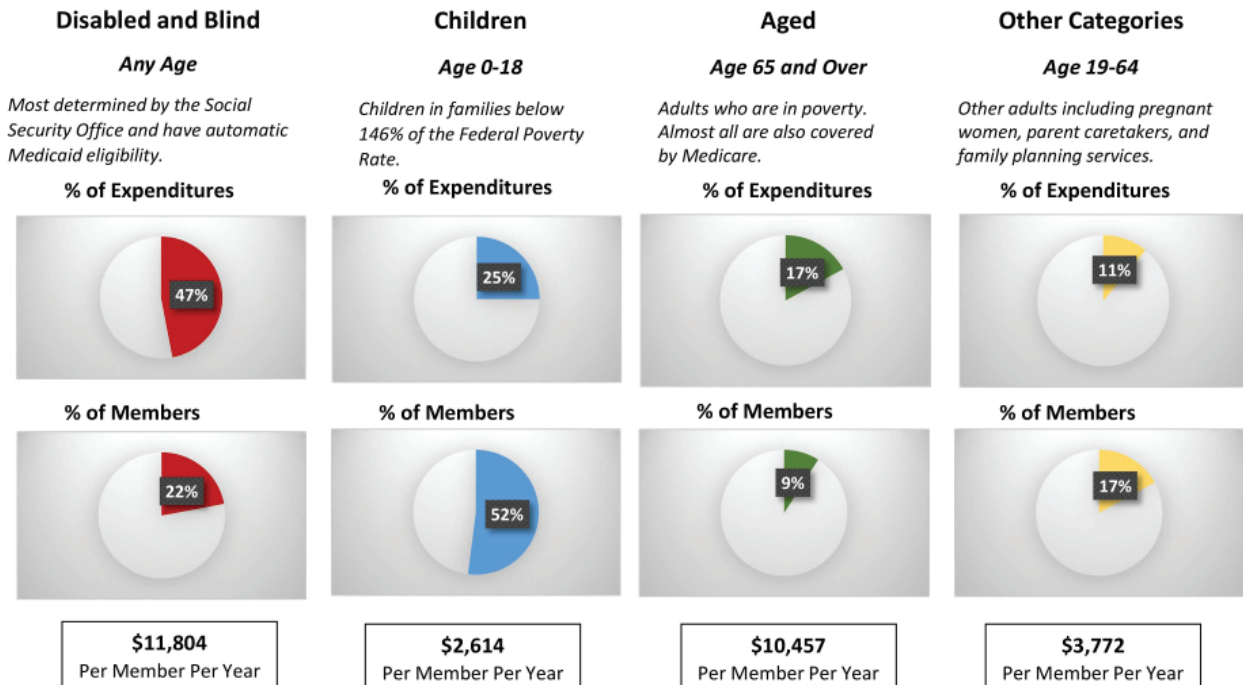 Disabled and Blind
Any Age
Most determined by the Social
Security Office and have automatic
Medicaid eligibility.
% of Expenditures
47%
% of Members
22%
$11,804
Per Member Per Year
Children
Age 0-18
Children in families below
146% of the Federal Poverty
Rate.
% of Expenditures
25%
% of Members
52%
$2,614
Per Member Per Year
Aged
Age 65 and Over
Adults who are in poverty.
Almost all are also covered
by Medicare.
% of Expenditures
17%
% of Members
9%
$10,457
Per Member Per Year
Other Categories
Age 19-64
Other adults including pregnant
women, parent caretakers, and
family planning services.
% of Expenditures
11%
% of Members
17%
$3,772
Per Member Per Year